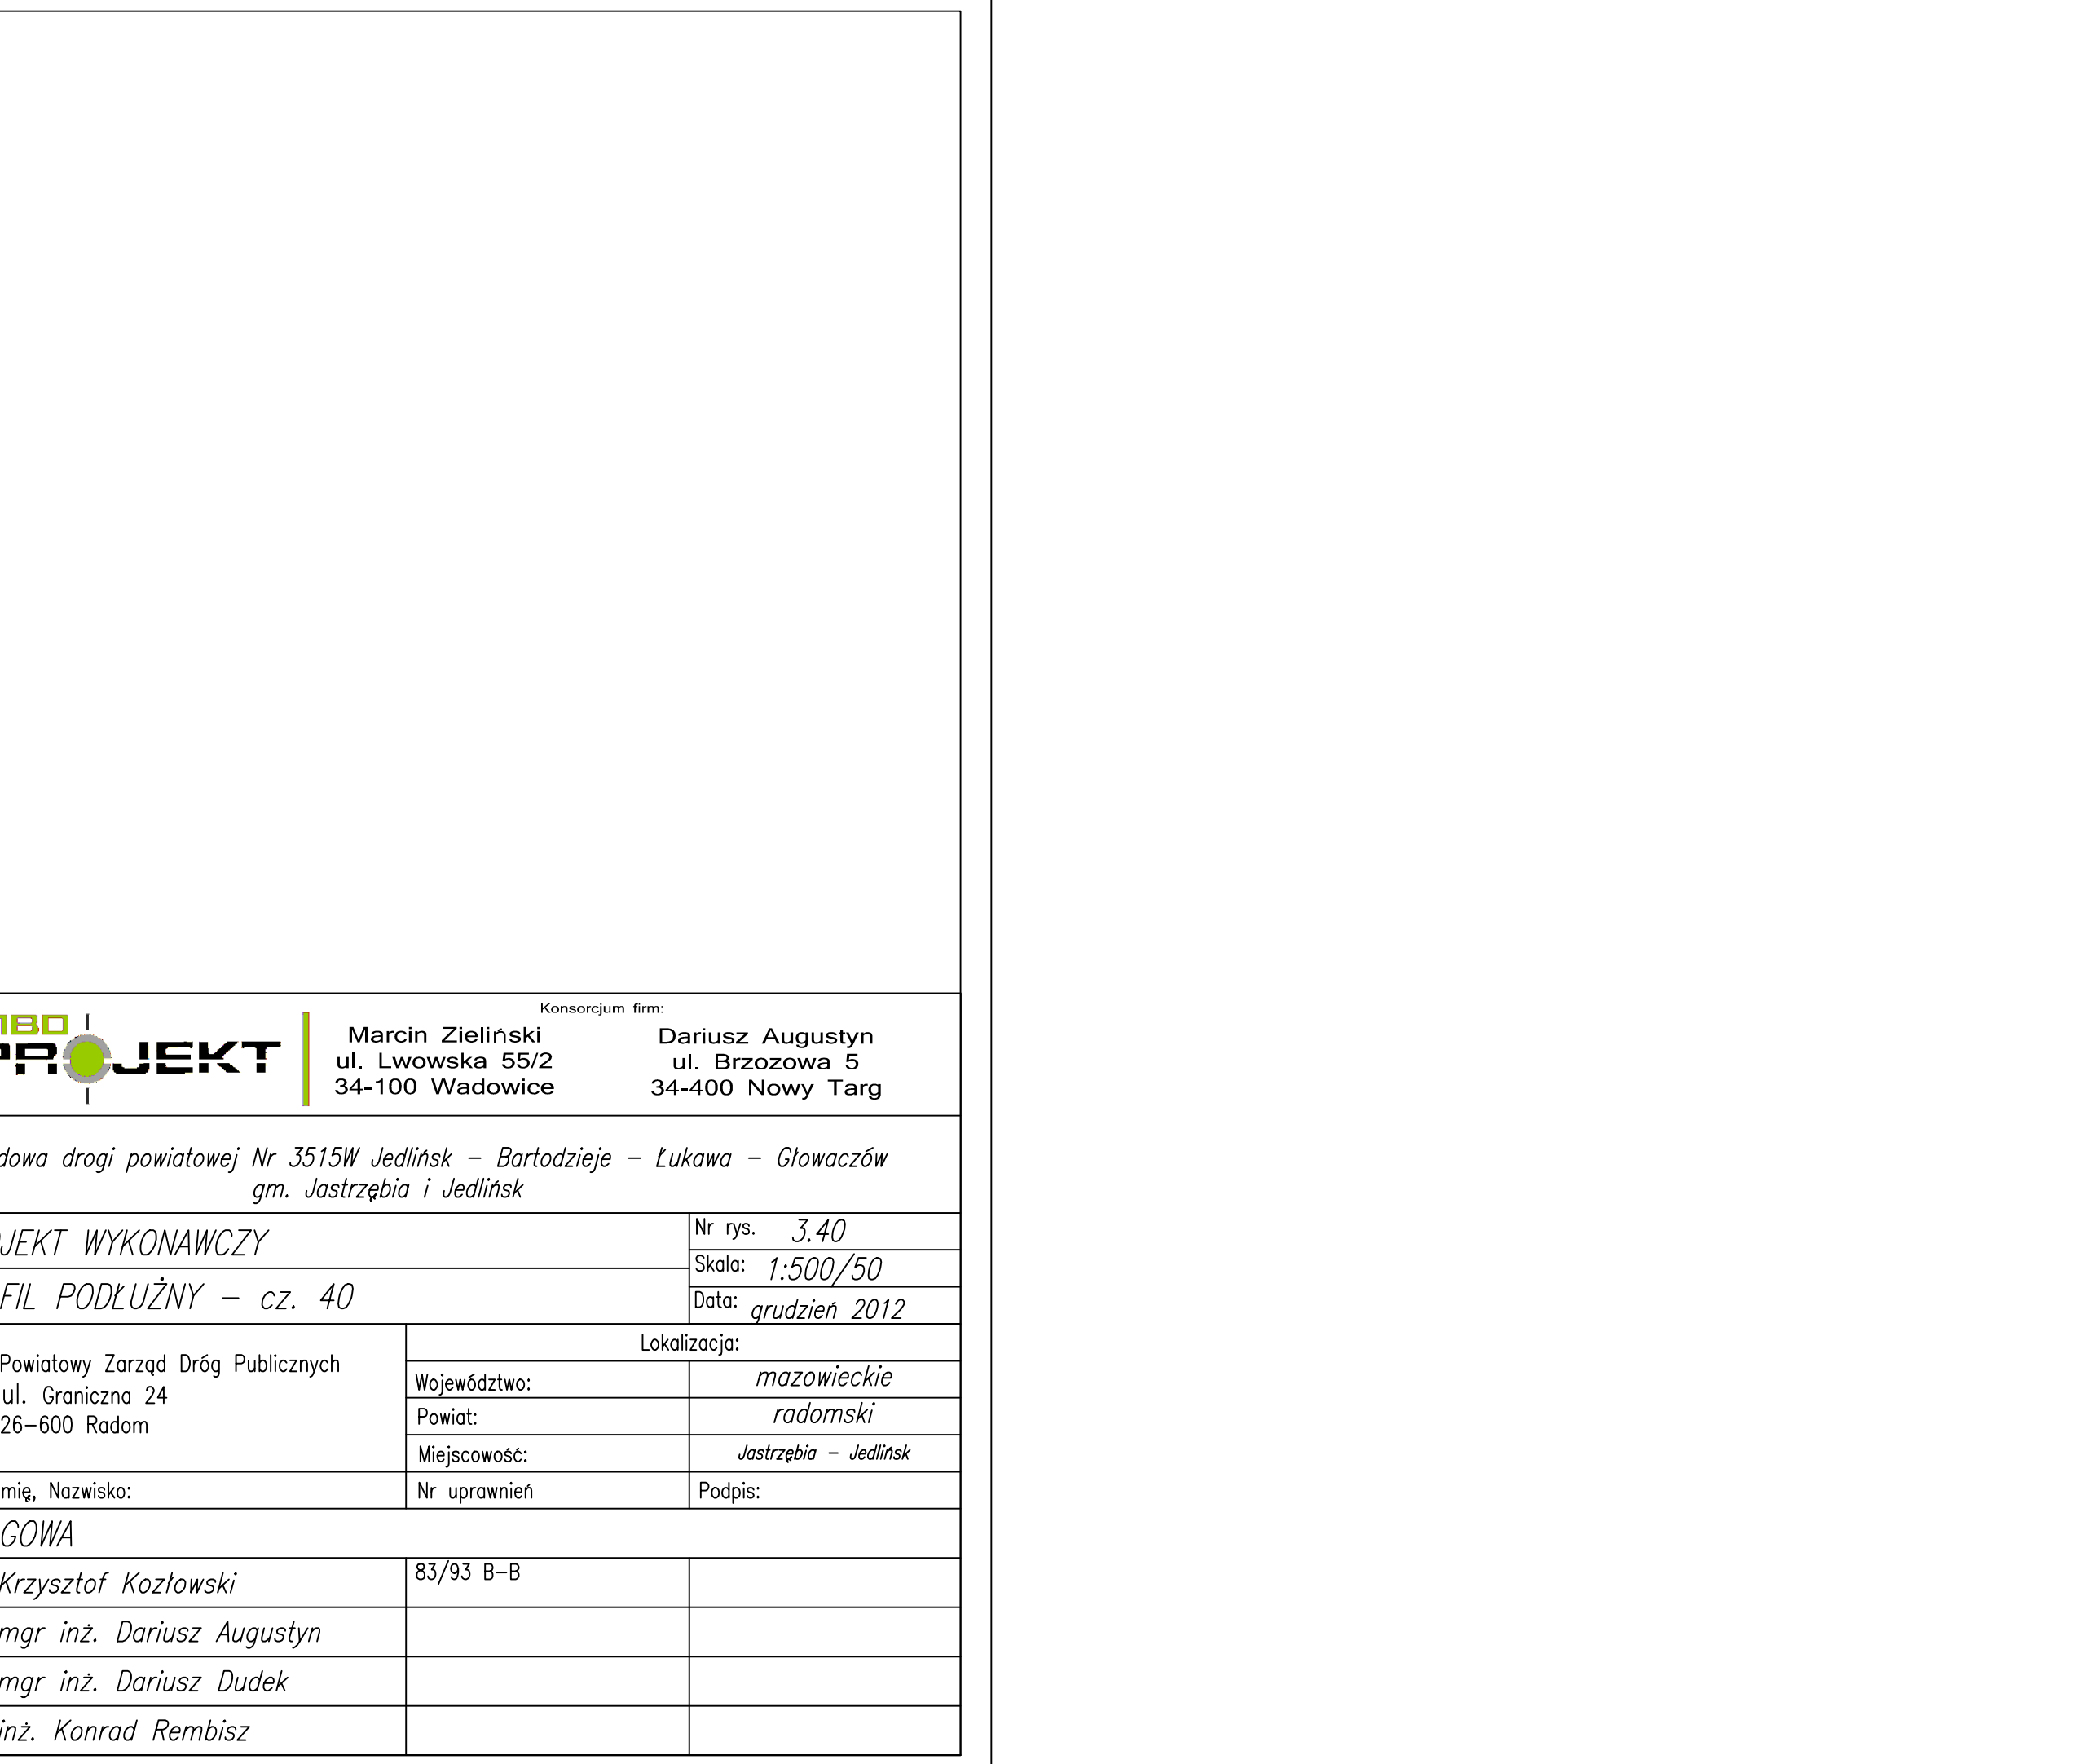 Konsorcjum firm:
Marcin Zieliński
ul. Lwowska 55/2
34-100 Wadowice
Dariusz Augustyn
ul. Brzozowa 5
34-400 Nowy Targ
drogi powiatowej Nr 3515W Jedlińsk – Bartodzieje – Łukawa – Głowaczów
gm. Jastrzębia i Jedlińsk
JEKT WYKONAWCZY
Nr rys. 3.40
Skala: 1:500/50
FIL PODŁUŻNY – cz. 40
Data: grudzień 2012
Powiatowy Zarząd Dróg Publicznych
ul. Graniczna 24
26–600 Radom
Lokalizacja:
Województwo: mazowieckie
Powiat: radomski
Miejscowość: Jastrzębia – Jedlińsk
mię, Nazwisko: Nr uprawnień Podpis:
GOWA
Krzysztof Kozłowski 83/93 B–B
mgr inż. Dariusz Augustyn
mgr inż. Dariusz Dudek
inż. Konrad Rembisz